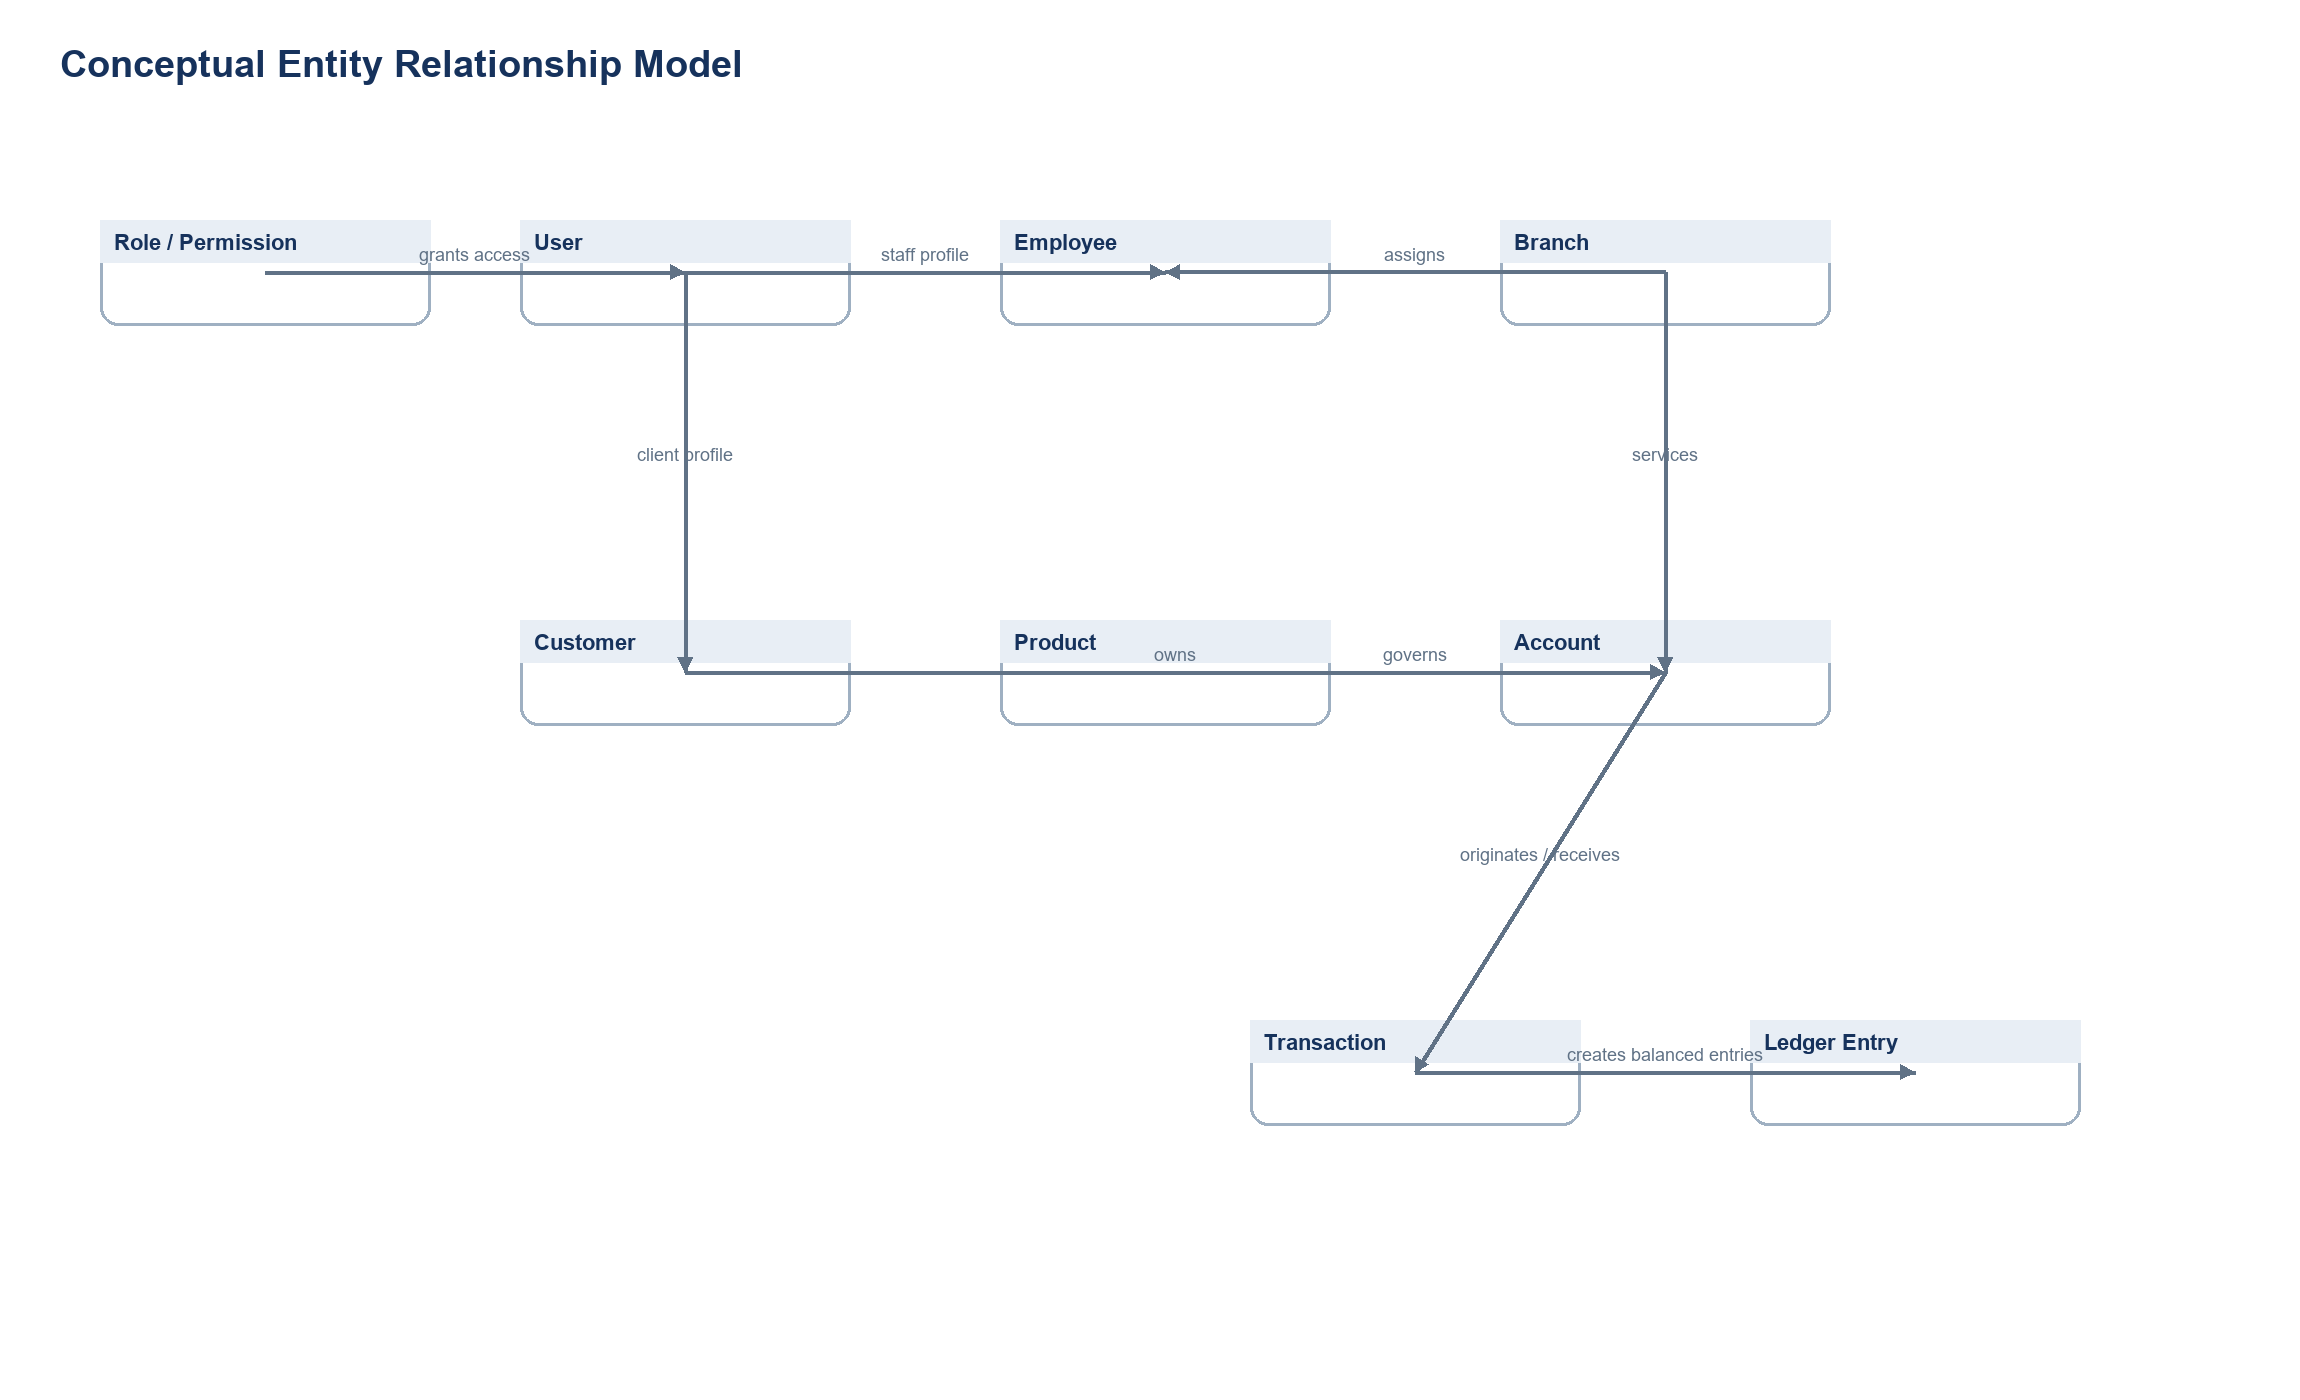 Conceptual Entity Relationship Model
Role / Permission
grants access
User
staff profile
Employee
assigns
Branch
client profile
services
Customer
Product
owns
governs
Account
originates / receives
Transaction
creates balanced entries
Ledger Entry